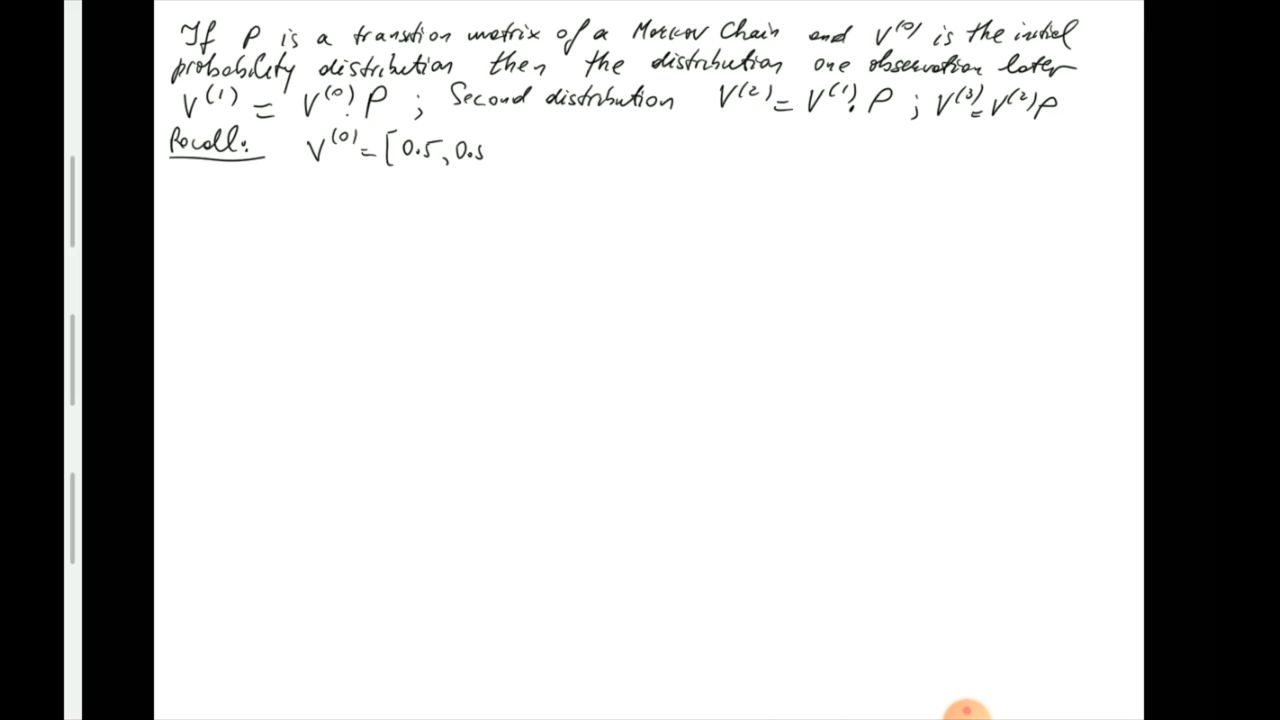 If P is a transition matrix of a Markov Chain and V^(0) is the initial
probability distribution then the distribution one observation later
V^(1) = V^(0) . P ; Second distribution V^(2) = V^(1) . P ; V^(3) = V^(2) P
Recall: V^(0) = [0.5, 0.5